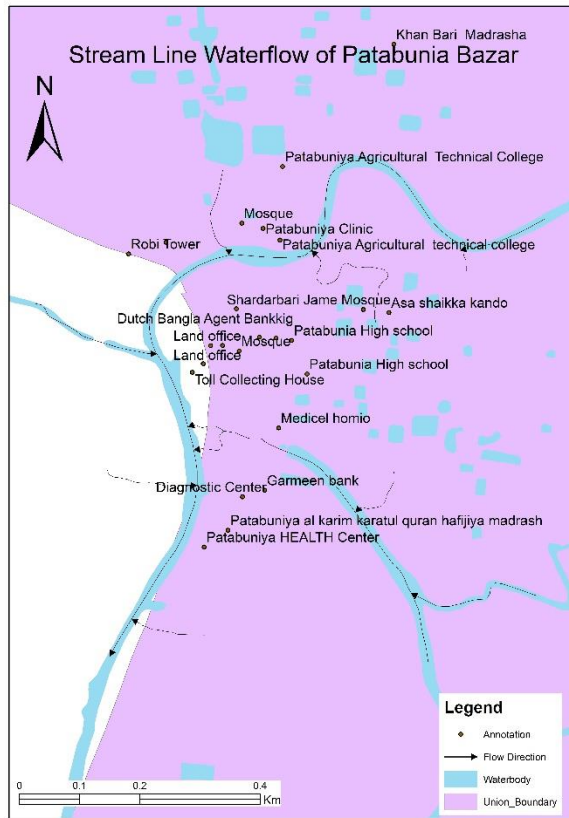 Khan Bari Madrasha
Stream Line Waterflow of Patabunia Bazar
N
Patabuniya Agricultural Technical College
Mosque
Patabuniya Clinic
Robi Tower
Patabuniya Agricultural technical college
Shardarbari Jame Mosque
Asa shaikka kando
Dutch Bangla Agent Bankkig
Land office
Patabunia High school
Mosque
Land office
Patabunia High school
Toll Collecting House
Medicel homio
Garmeen bank
Diagnostic Center
Patabuniya al karim karatul quran hafijiya madrash
Patabuniya HEALTH Center
Legend
Annotation
Flow Direction
Waterbody
Union_Boundary
0 0.1 0.2 0.4
Km